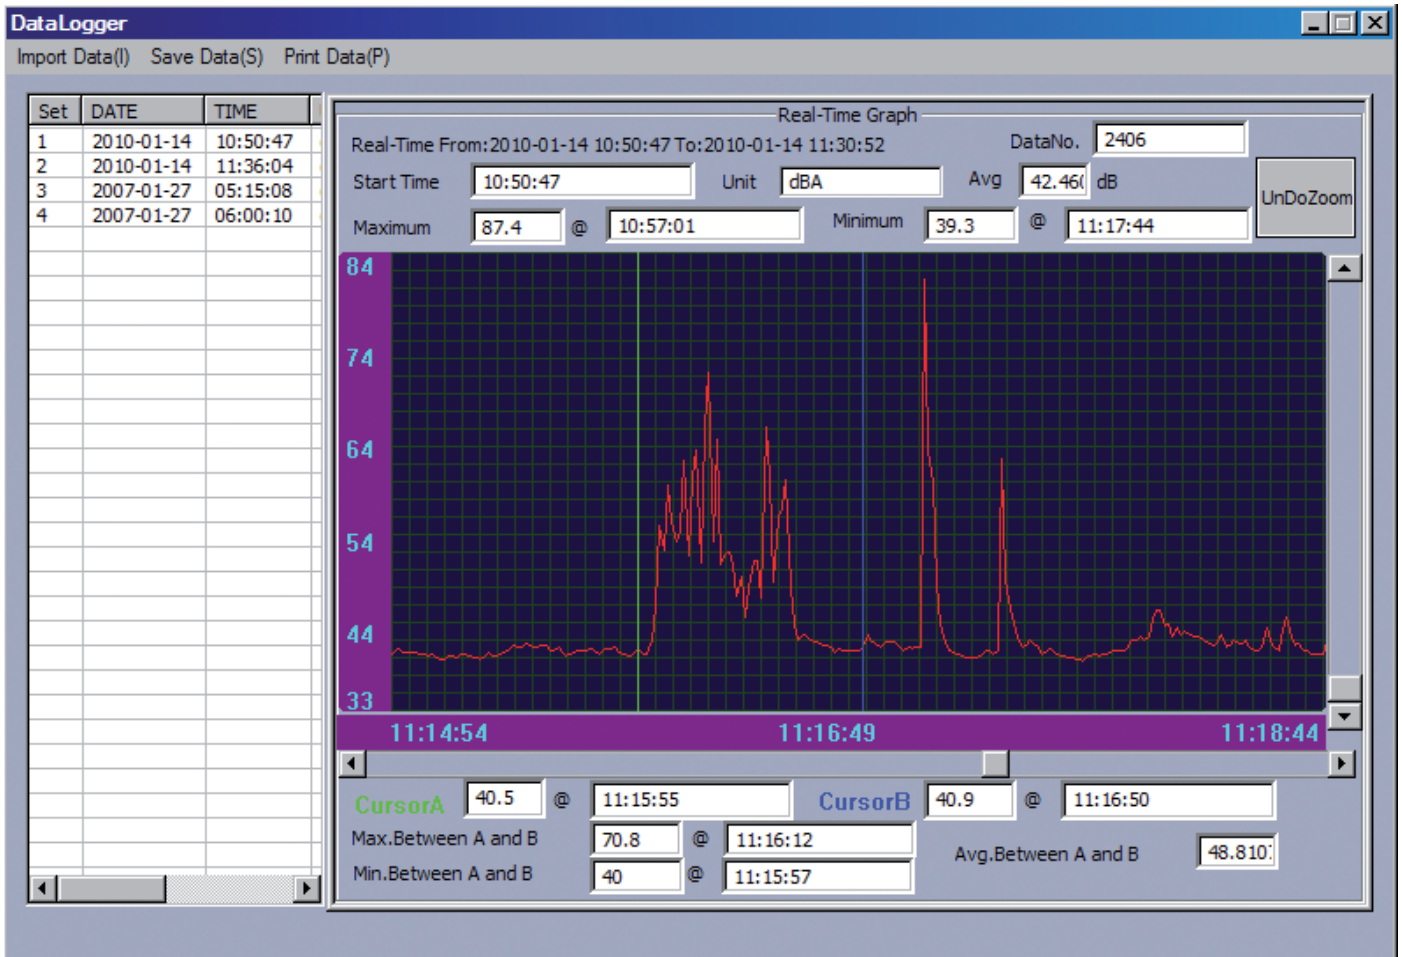 DataLogger
Import Data(I) Save Data(S) Print Data(P)
Set DATE TIME
1 2010-01-14 10:50:47
2 2010-01-14 11:36:04
3 2007-01-27 05:15:08
4 2007-01-27 06:00:10
Real-Time Graph
Real-Time From:2010-01-14 10:50:47 To:2010-01-14 11:30:52 DataNo. 2406
Start Time 10:50:47 Unit dBA Avg 42.46 dB
UnDoZoom
Maximum 87.4 @ 10:57:01 Minimum 39.3 @ 11:17:44
84
74
64
54
44
33
11:14:54 11:16:49 11:18:44
CursorA 40.5 @ 11:15:55 CursorB 40.9 @ 11:16:50
Max.Between A and B 70.8 @ 11:16:12
Avg.Between A and B 48.810
Min.Between A and B 40 @ 11:15:57